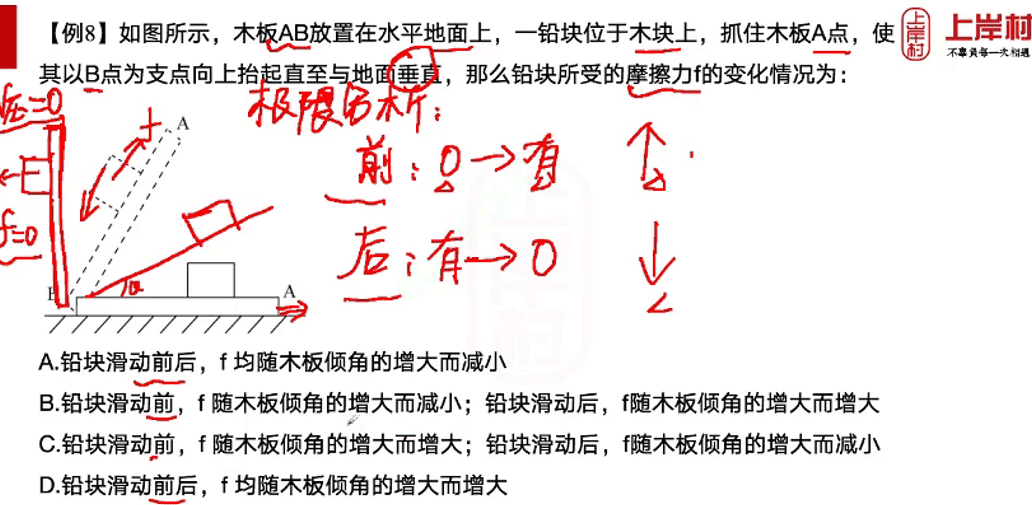 【例8】如图所示，木板AB放置在水平地面上，一铅块位于木块上，抓住木板A点，使
其以B点为支点向上抬起直至与地面垂直，那么铅块所受的摩擦力f的变化情况为：
上岸村
上岸村
不辜负每一次相遇
极限分析：
=0
A
f
前：0→有 ↑
f=0
后：有→0 ↓
α
B
A
上岸村
A.铅块滑动前后，f 均随木板倾角的增大而减小
B.铅块滑动前，f 随木板倾角的增大而减小；铅块滑动后，f随木板倾角的增大而增大
C.铅块滑动前，f 随木板倾角的增大而增大；铅块滑动后，f随木板倾角的增大而减小
D.铅块滑动前后，f 均随木板倾角的增大而增大